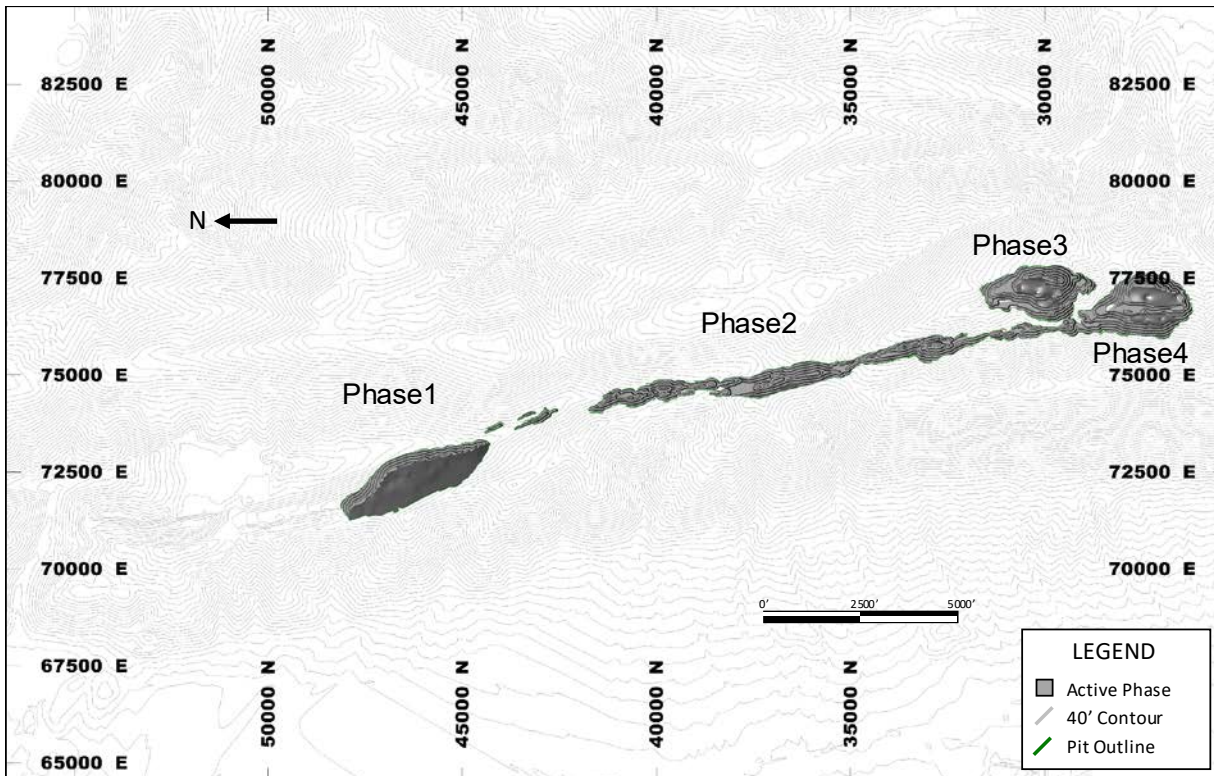 50000 N
45000 N
40000 N
35000 N
30000 N
82500 E
82500 E
80000 E
80000 E
N
Phase3
77500 E
77500 E
Phase2
Phase4
75000 E
75000 E
Phase1
72500 E
72500 E
70000 E
70000 E
0'
2500'
5000'
LEGEND
Active Phase
40' Contour
Pit Outline
67500 E
50000 N
45000 N
40000 N
35000 N
65000 E